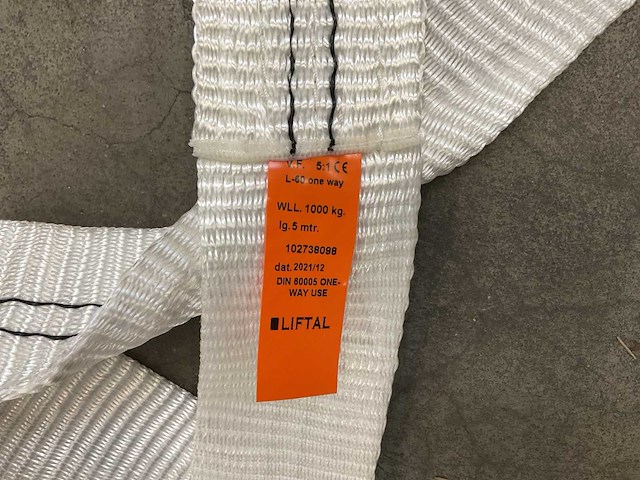 V.F. 5:1 CE
L-60 one way
WLL. 1000 kg.
lg. 5 mtr.
102738098
dat. 2021/12
DIN 60005 ONE-
WAY USE
LIFTAL